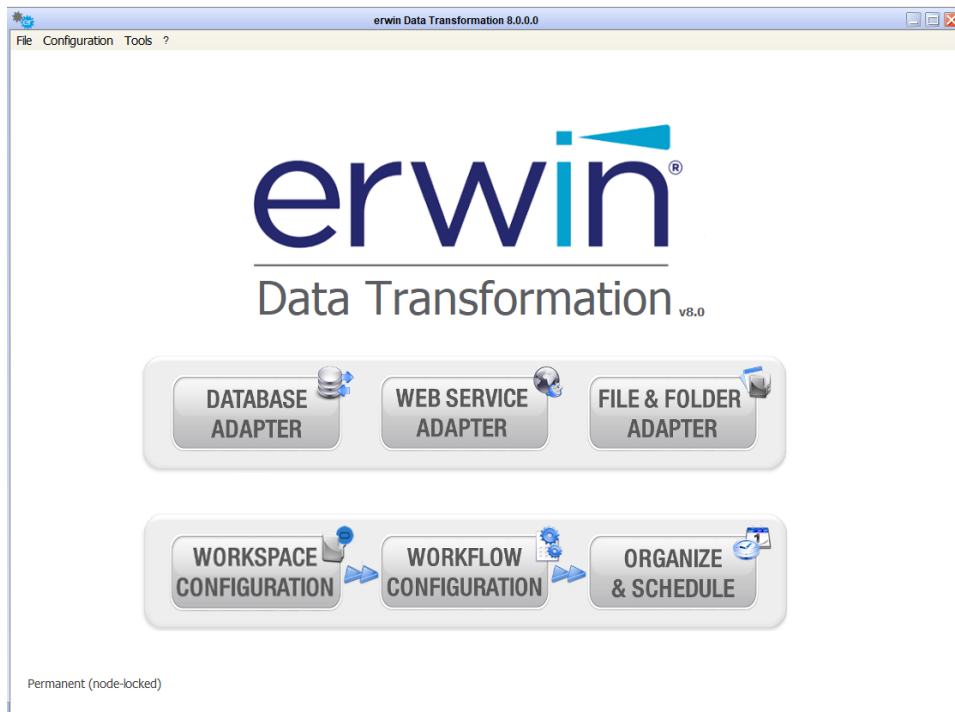 erwin Data Transformation 8.0.0.0
File Configuration Tools ?
erwin®
Data Transformation v8.0
DATABASE ADAPTER
WEB SERVICE ADAPTER
FILE & FOLDER ADAPTER
WORKSPACE CONFIGURATION
WORKFLOW CONFIGURATION
ORGANIZE & SCHEDULE
Permanent (node-locked)